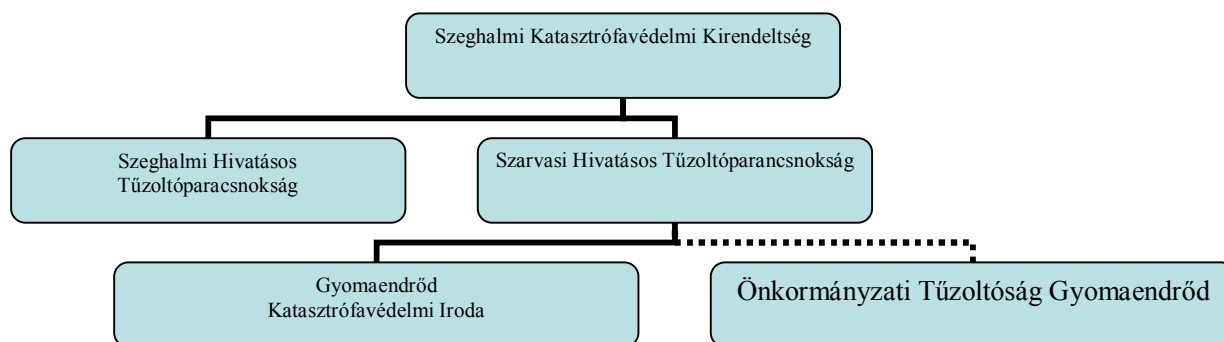 Szeghalmi Katasztrófavédelmi Kirendeltség
Szeghalmi Hivatásos
Tűzoltóparacsnokság
Szarvasi Hivatásos Tűzoltóparancsnokság
Gyomaendrőd
Katasztrófavédelmi Iroda
Önkormányzati Tűzoltóság Gyomaendrőd